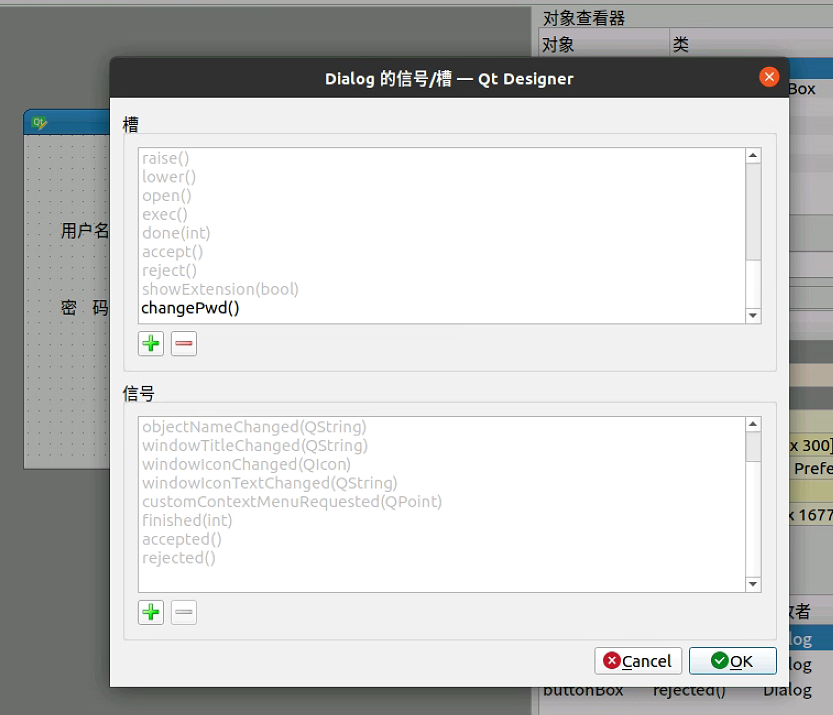 对象查看器
对象 类
Dialog 的信号/槽 — Qt Designer
Box
槽
raise()
lower()
open()
exec()
done(int)
accept()
reject()
showExtension(bool)
changePwd()
用户名
密 码
信号
objectNameChanged(QString)
windowTitleChanged(QString)
windowIconChanged(QIcon)
windowIconTextChanged(QString)
customContextMenuRequested(QPoint)
finished(int)
accepted()
rejected()
x 300]
Prefe
x 1677
者
log
Cancel OK
log
buttonBox rejected() Dialog